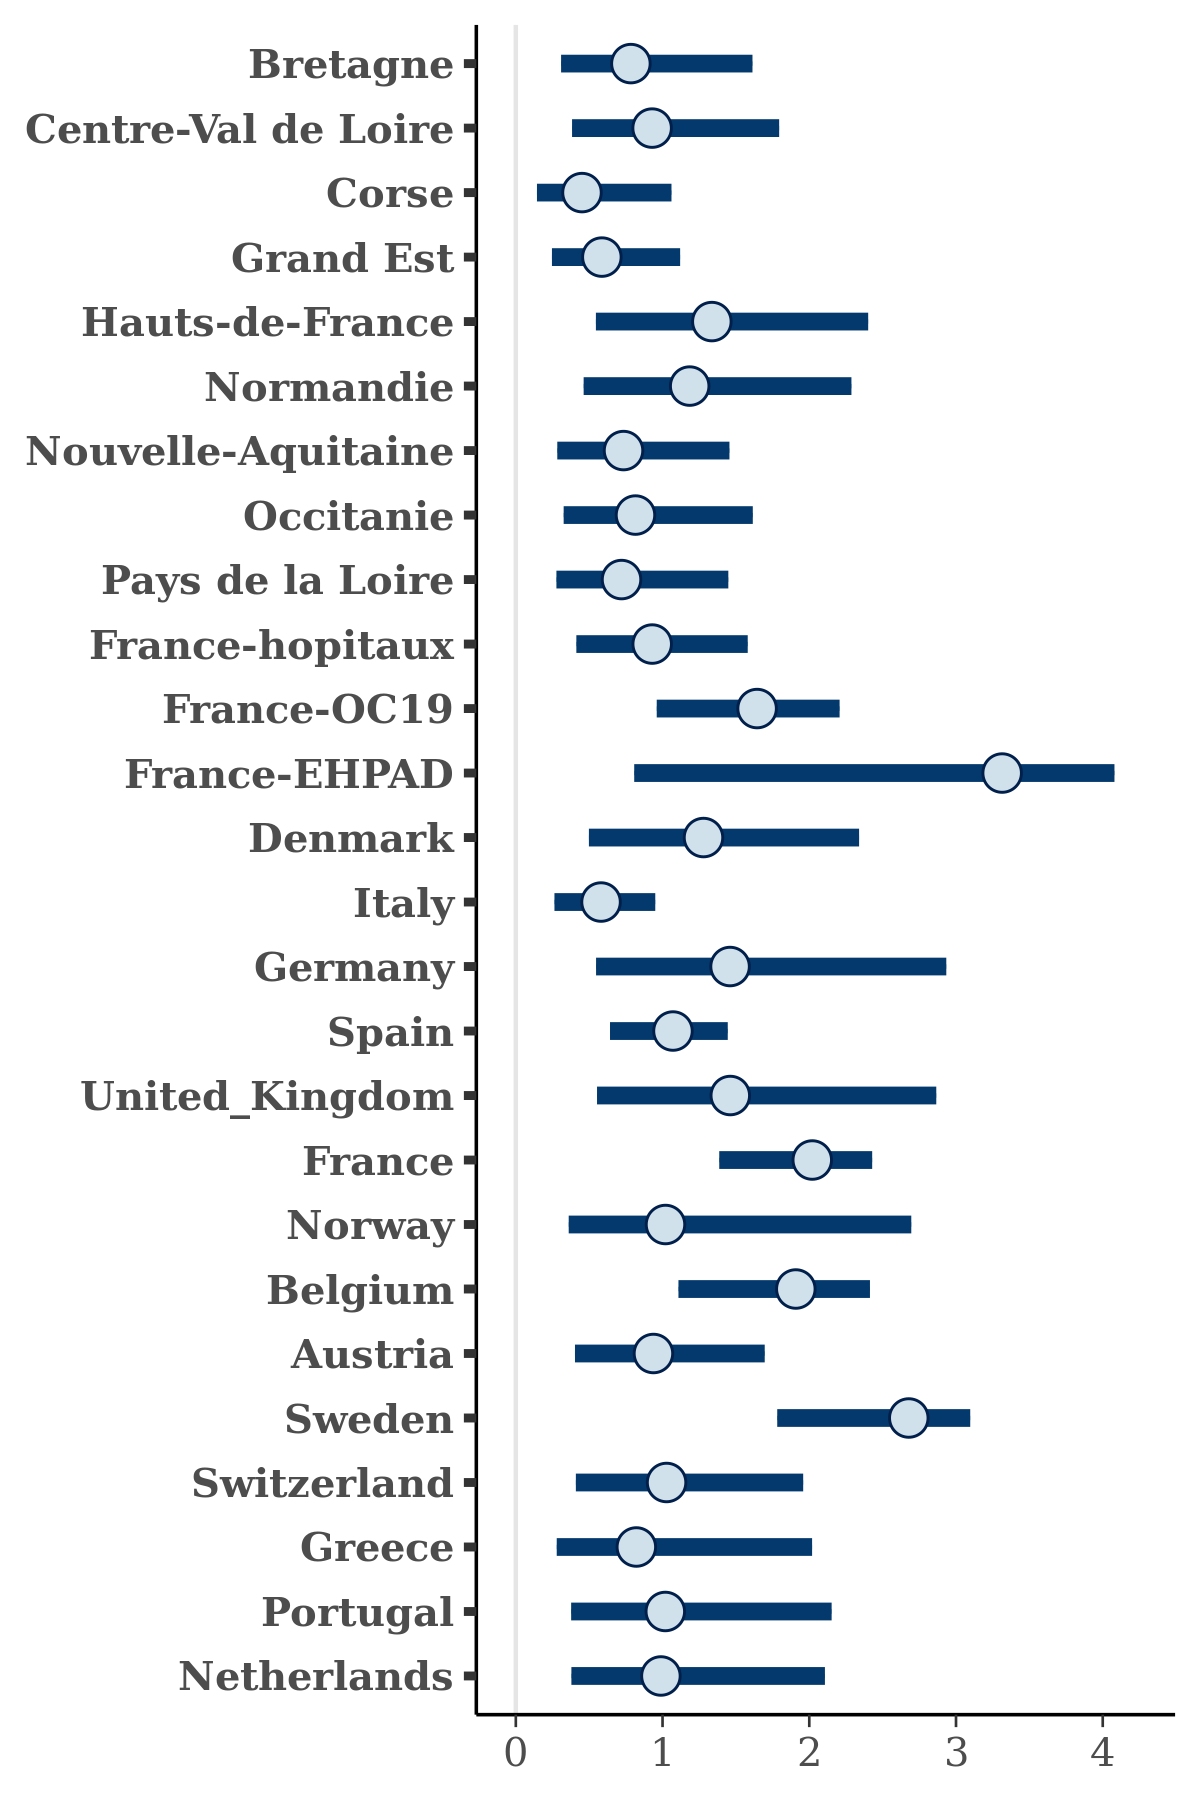 Bretagne
Centre-Val de Loire
Corse
Grand Est
Hauts-de-France
Normandie
Nouvelle-Aquitaine
Occitanie
Pays de la Loire
France-hopitaux
France-OC19
France-EHPAD
Denmark
Italy
Germany
Spain
United_Kingdom
France
Norway
Belgium
Austria
Sweden
Switzerland
Greece
Portugal
Netherlands
0 1 2 3 4